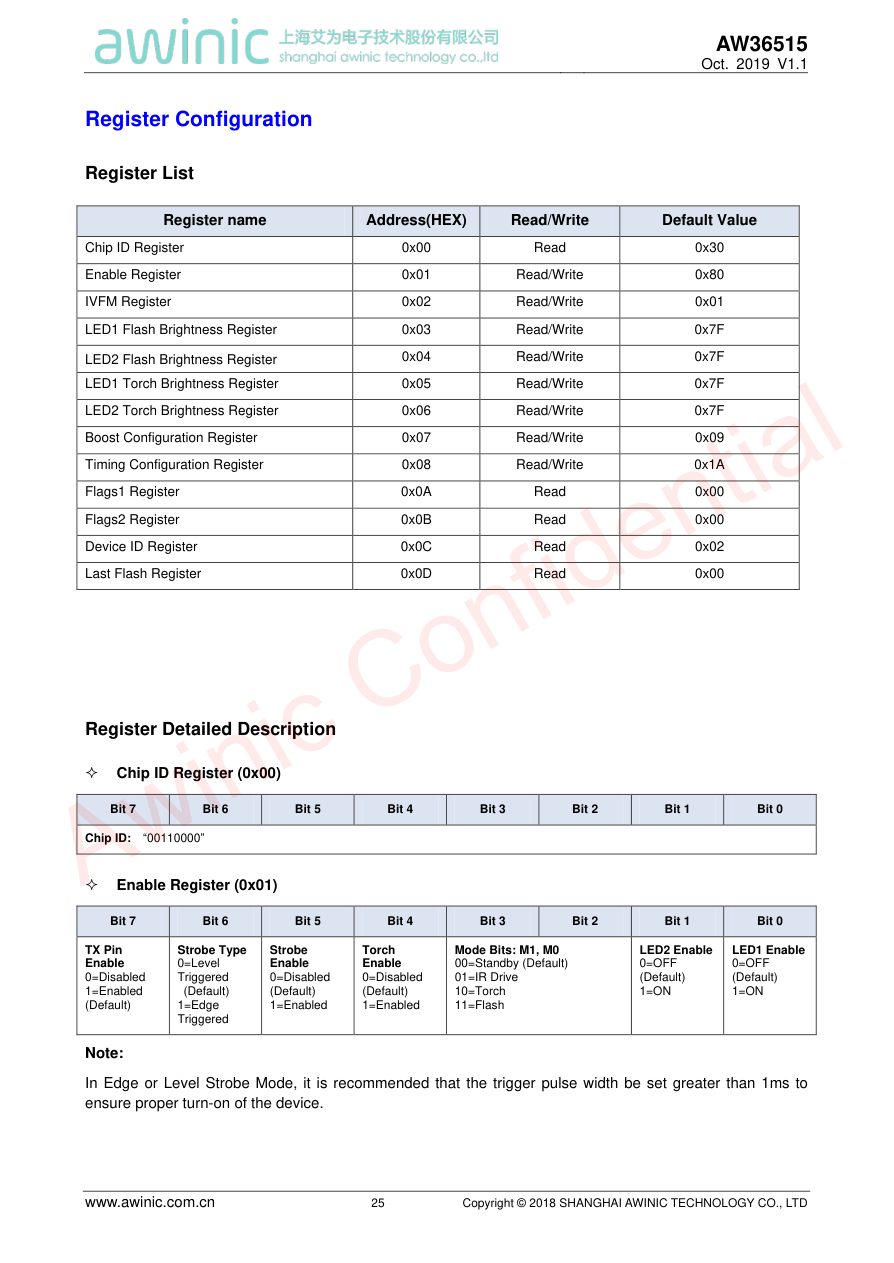 awinic 上海艾为电子技术股份有限公司
shanghai awinic technology co.,ltd
AW36515
Oct. 2019 V1.1
Register Configuration
Register List
Register name Address(HEX) Read/Write Default Value
Chip ID Register 0x00 Read 0x30
Enable Register 0x01 Read/Write 0x80
IVFM Register 0x02 Read/Write 0x01
LED1 Flash Brightness Register 0x03 Read/Write 0x7F
LED2 Flash Brightness Register 0x04 Read/Write 0x7F
LED1 Torch Brightness Register 0x05 Read/Write 0x7F
LED2 Torch Brightness Register 0x06 Read/Write 0x7F
Boost Configuration Register 0x07 Read/Write 0x09
Timing Configuration Register 0x08 Read/Write 0x1A
Flags1 Register 0x0A Read 0x00
Flags2 Register 0x0B Read 0x00
Device ID Register 0x0C Read 0x02
Last Flash Register 0x0D Read 0x00
Awinic Confidential
Register Detailed Description
✧ Chip ID Register (0x00)
Bit 7 Bit 6 Bit 5 Bit 4 Bit 3 Bit 2 Bit 1 Bit 0
Chip ID: “00110000”
✧ Enable Register (0x01)
Bit 7 Bit 6 Bit 5 Bit 4 Bit 3 Bit 2 Bit 1 Bit 0
TX Pin
Enable
0=Disabled
1=Enabled
(Default)
Strobe Type
0=Level
Triggered
(Default)
1=Edge
Triggered
Strobe
Enable
0=Disabled
(Default)
1=Enabled
Torch
Enable
0=Disabled
(Default)
1=Enabled
Mode Bits: M1, M0
00=Standby (Default)
01=IR Drive
10=Torch
11=Flash
LED2 Enable
0=OFF
(Default)
1=ON
LED1 Enable
0=OFF
(Default)
1=ON
Note:
In Edge or Level Strobe Mode, it is recommended that the trigger pulse width be set greater than 1ms to
ensure proper turn-on of the device.
www.awinic.com.cn 25 Copyright © 2018 SHANGHAI AWINIC TECHNOLOGY CO., LTD